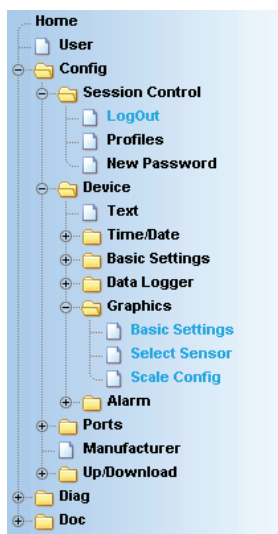 Home
User
Config
Session Control
LogOut
Profiles
New Password
Device
Text
Time/Date
Basic Settings
Data Logger
Graphics
Basic Settings
Select Sensor
Scale Config
Alarm
Ports
Manufacturer
Up/Download
Diag
Doc